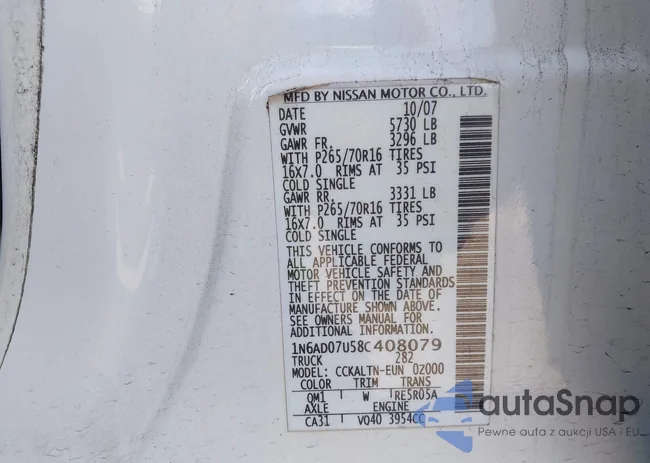 MFD BY NISSAN MOTOR CO., LTD.
DATE 10/07
GVWR 5730 LB
GAWR FR. 3296 LB
WITH P265/70R16 TIRES
16X7.0 RIMS AT 35 PSI
COLD SINGLE
GAWR RR. 3331 LB
WITH P265/70R16 TIRES
16X7.0 RIMS AT 35 PSI
COLD SINGLE
THIS VEHICLE CONFORMS TO
ALL APPLICABLE FEDERAL
MOTOR VEHICLE SAFETY AND
THEFT PREVENTION STANDARDS
IN EFFECT ON THE DATE OF
MANUFACTURE SHOWN ABOVE.
SEE OWNERS MANUAL FOR
ADDITIONAL INFORMATION.
1N6AD07U58C408079
TRUCK 282
MODEL: CCKALTN-EUN 0Z000
COLOR TRIM TRANS
QM1 W RE5R05A
AXLE ENGINE
CA31 VQ40 3954CC
autaSnap
Pewne auta z aukcji USA i EU